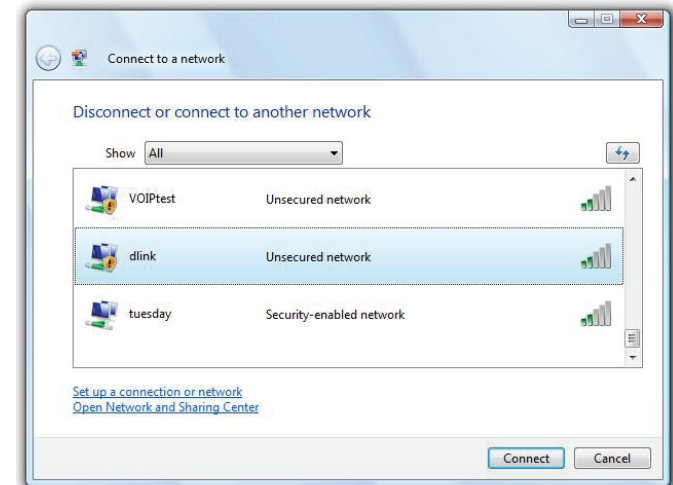 Connect to a network
Disconnect or connect to another network
Show All
VOIPtest Unsecured network
dlink Unsecured network
tuesday Security-enabled network
Set up a connection or network
Open Network and Sharing Center
Connect Cancel